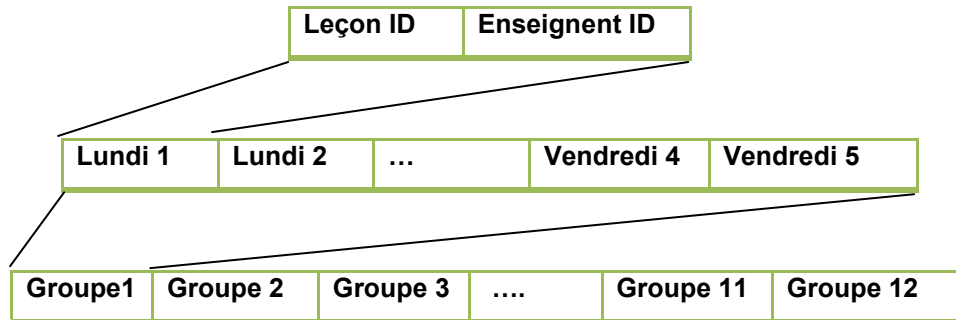 Leçon ID Enseignent ID
Lundi 1 Lundi 2 … Vendredi 4 Vendredi 5
Groupe1 Groupe 2 Groupe 3 .... Groupe 11 Groupe 12